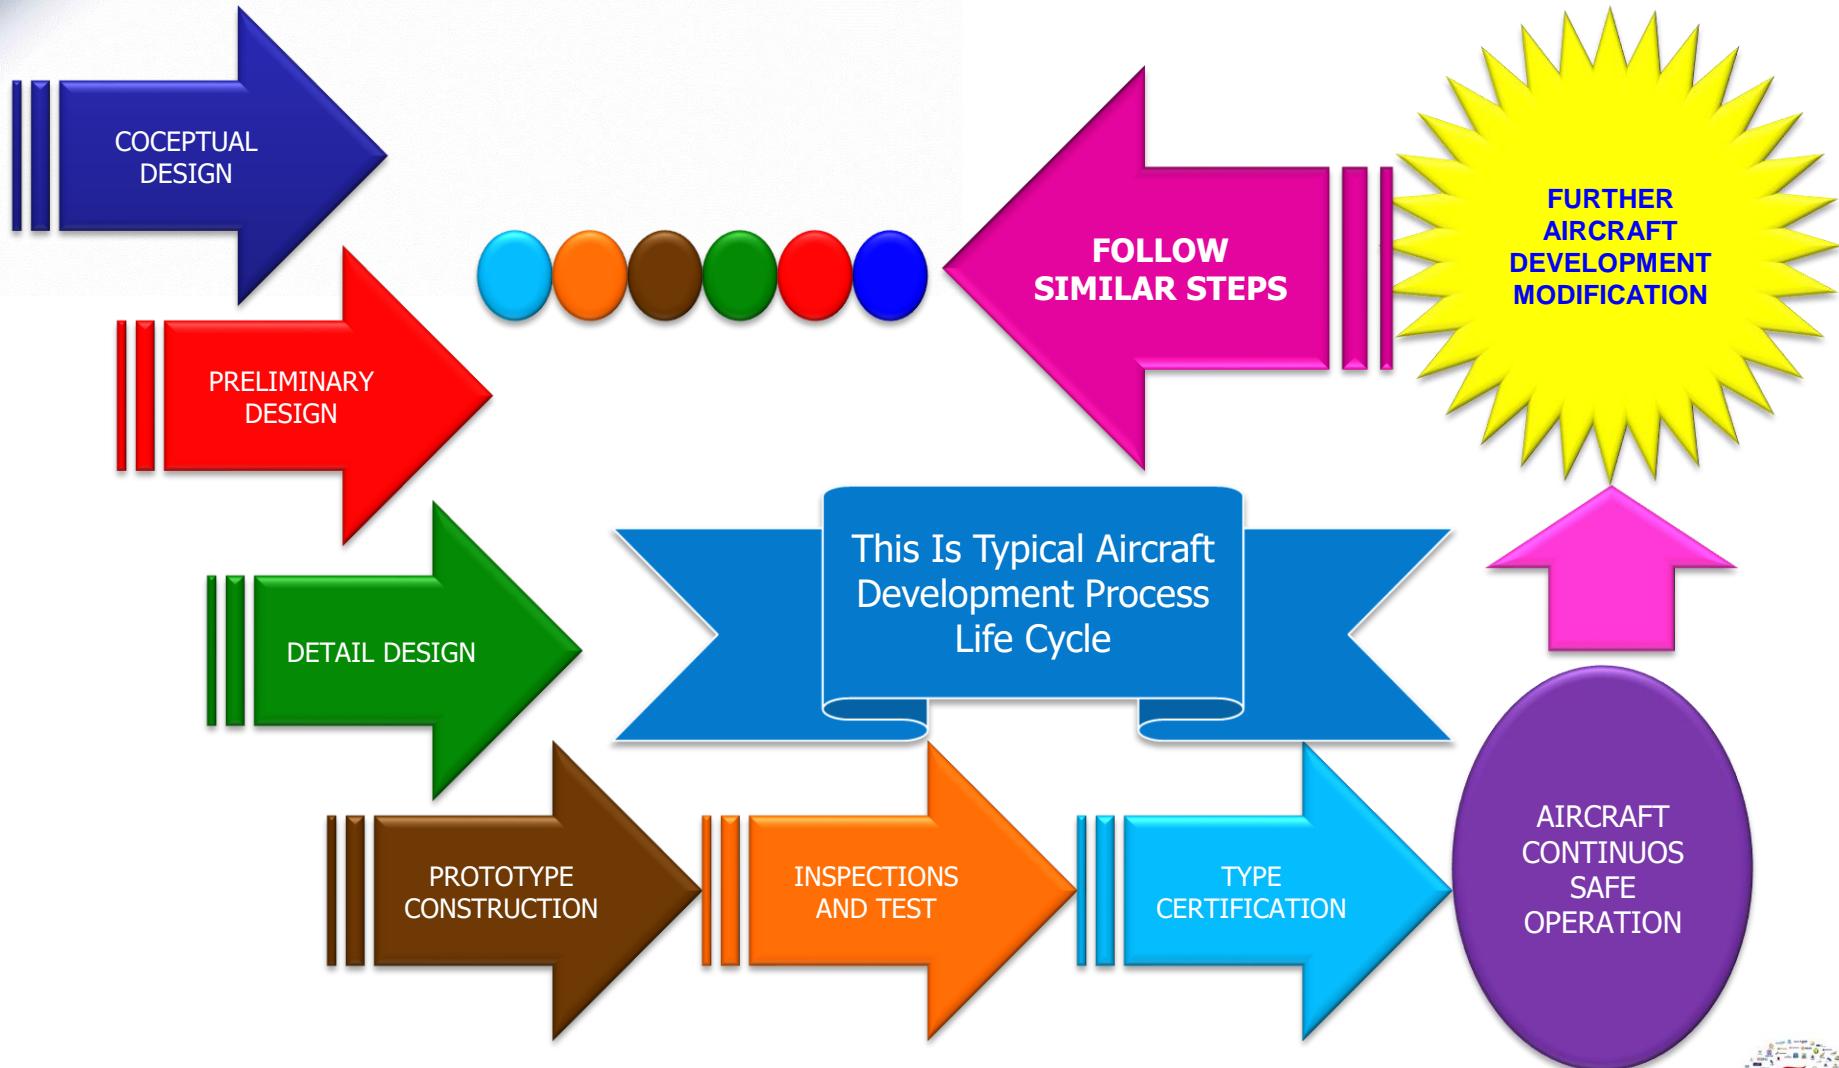 COCEPTUAL
DESIGN
PRELIMINARY
DESIGN
DETAIL DESIGN
PROTOTYPE
CONSTRUCTION
INSPECTIONS
AND TEST
TYPE
CERTIFICATION
AIRCRAFT
CONTINUOS
SAFE
OPERATION
FURTHER
AIRCRAFT
DEVELOPMENT
MODIFICATION
FOLLOW
SIMILAR STEPS
This Is Typical Aircraft
Development Process
Life Cycle